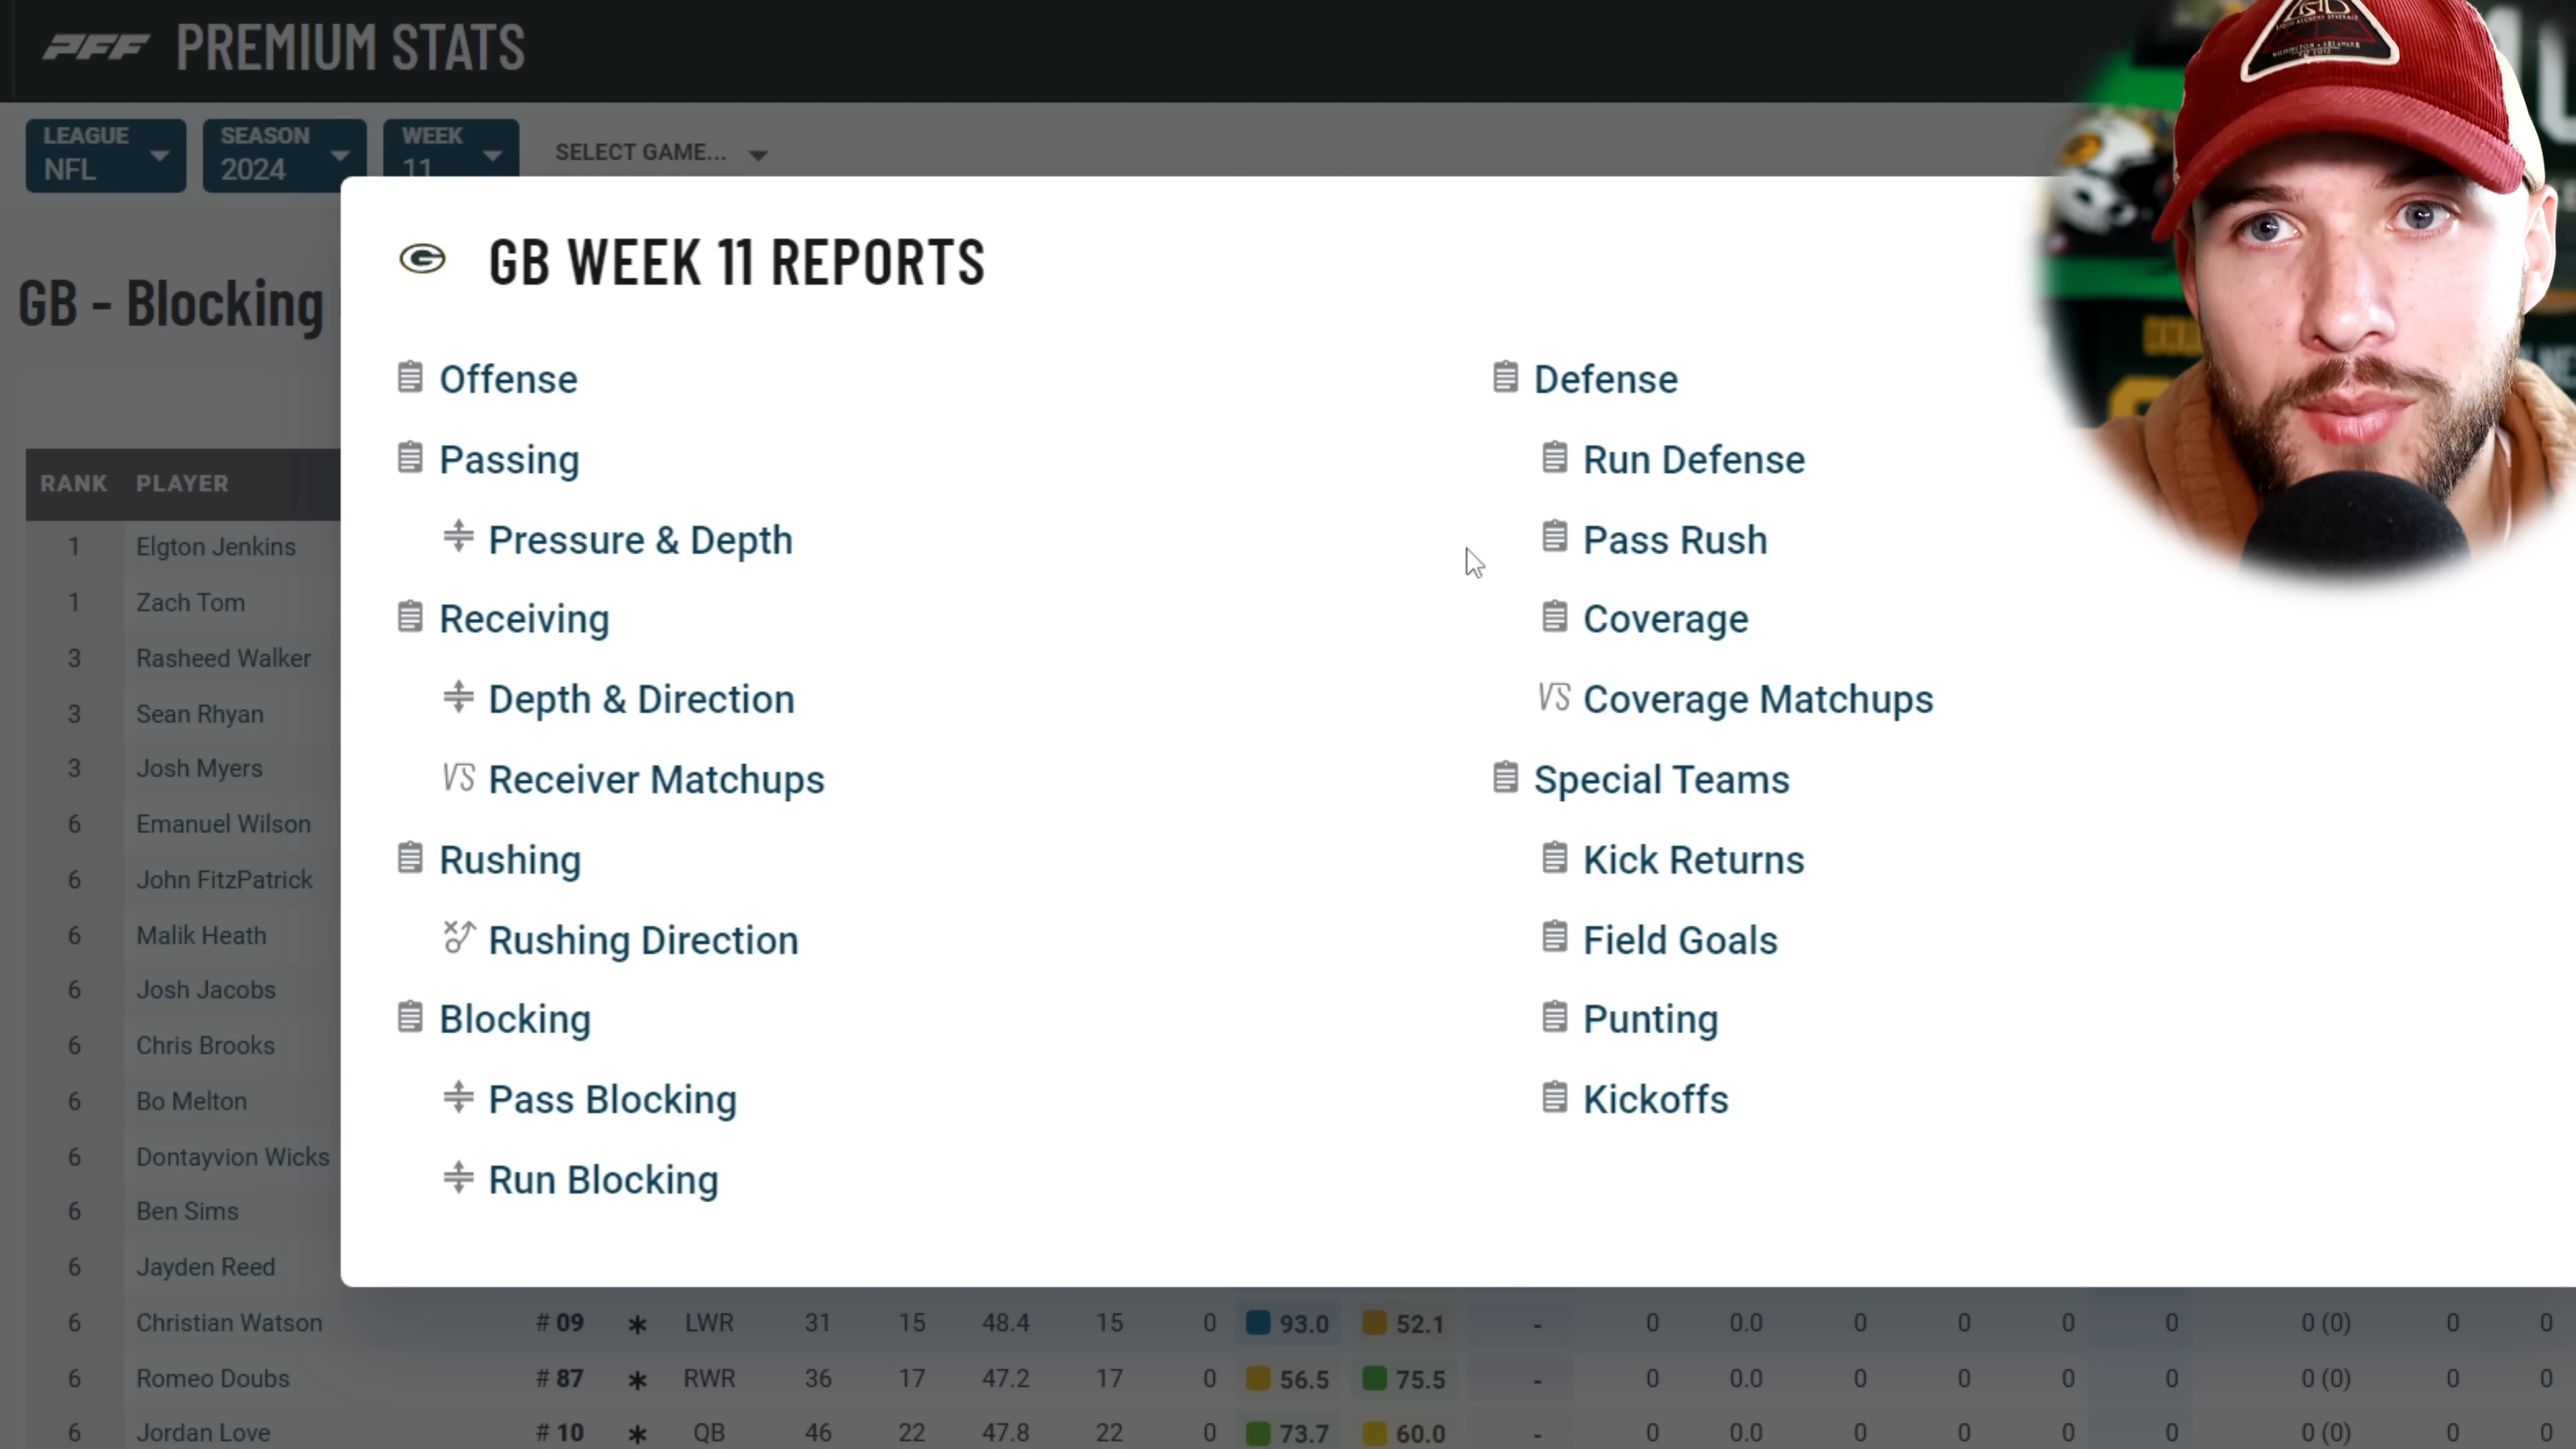 PFF PREMIUM STATS
LEAGUE
NFL
SEASON
2024
WEEK
11
SELECT GAME...
GB WEEK 11 REPORTS
GB - Blocking
Offense
Passing
Pressure & Depth
Receiving
Depth & Direction
VS Receiver Matchups
Rushing
Rushing Direction
Blocking
Pass Blocking
Run Blocking
Defense
Run Defense
Pass Rush
Coverage
VS Coverage Matchups
Special Teams
Kick Returns
Field Goals
Punting
Kickoffs
RANK PLAYER
1 Elgton Jenkins
1 Zach Tom
3 Rasheed Walker
3 Sean Rhyan
3 Josh Myers
6 Emanuel Wilson
6 John FitzPatrick
6 Malik Heath
6 Josh Jacobs
6 Chris Brooks
6 Bo Melton
6 Dontayvion Wicks
6 Ben Sims
6 Jayden Reed
6 Christian Watson # 09 * LWR 31 15 48.4 15 0 93.0 52.1 - 0 0.0 0 0 0 0 0 (0) 0 0
6 Romeo Doubs # 87 * RWR 36 17 47.2 17 0 56.5 75.5 - 0 0.0 0 0 0 0 0 (0) 0 0
6 Jordan Love # 10 * QB 46 22 47.8 22 0 73.7 60.0 - 0 0.0 0 0 0 0 0 (0) 0 0